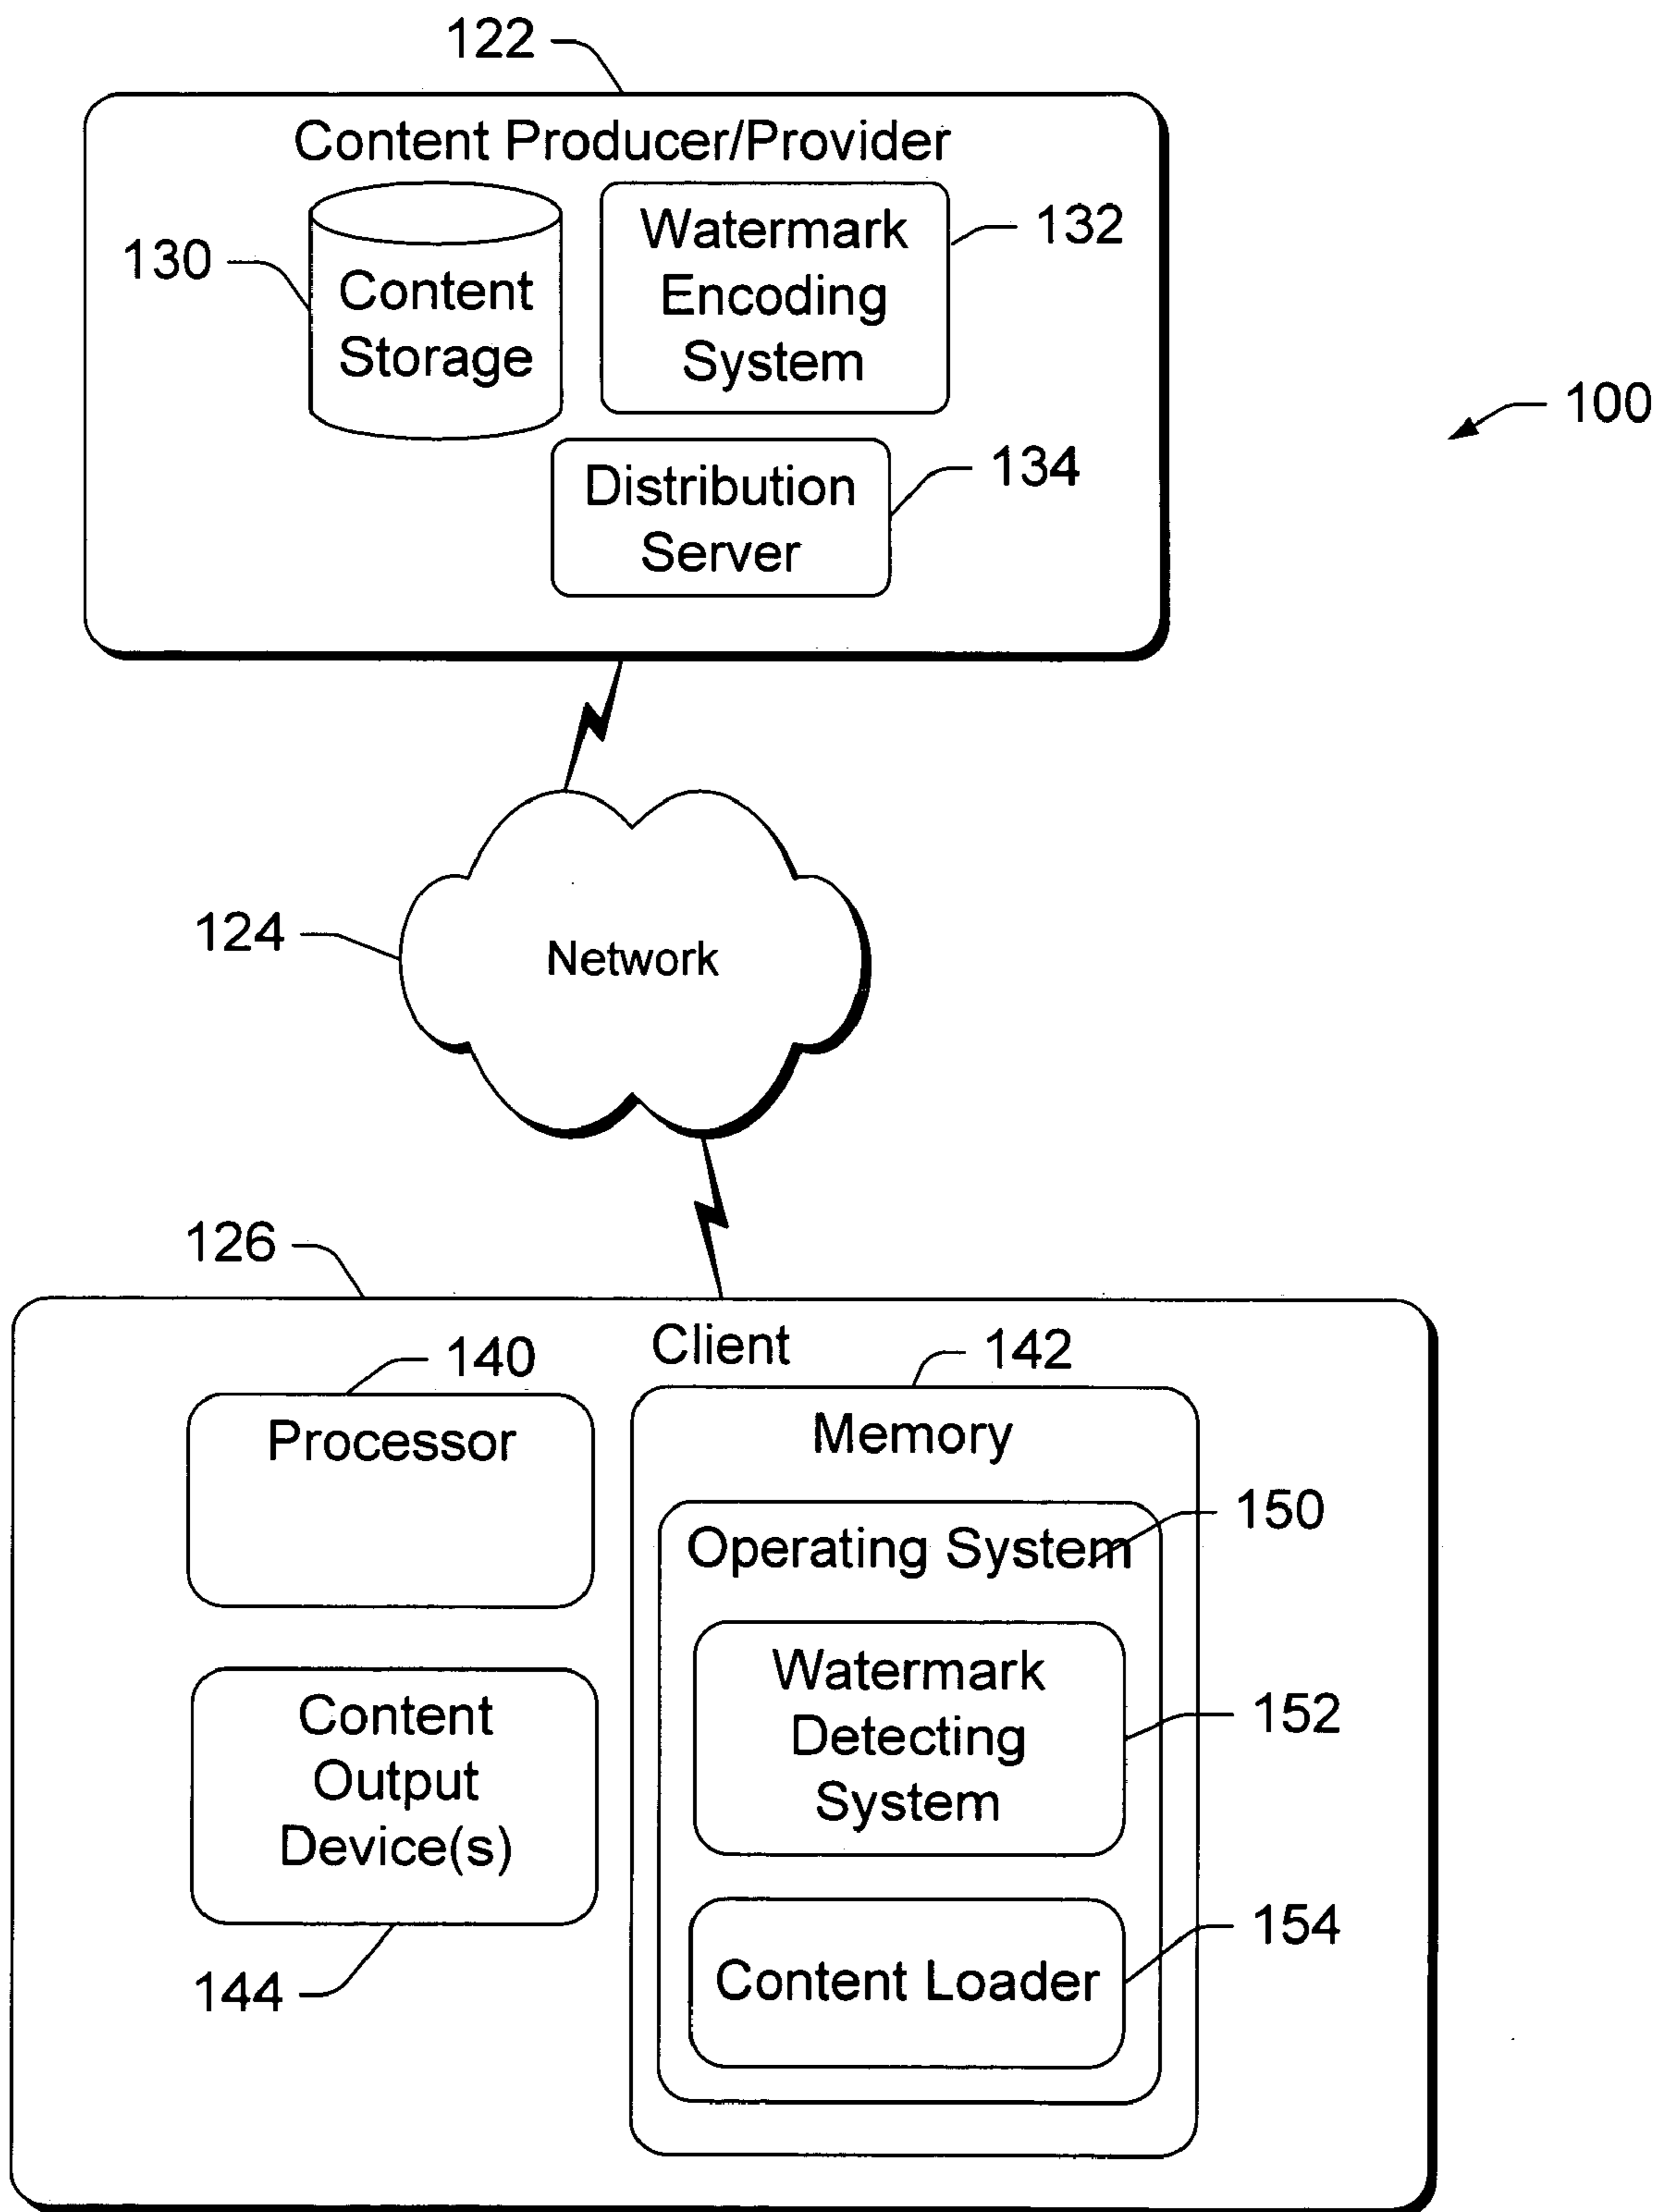 122
Content Producer/Provider
130
Content
Storage
Watermark
Encoding
System
132
100
Distribution
Server
134
124
Network
126
Client
140
Processor
142
Memory
150
Operating System
Watermark
Detecting
System
152
Content
Output
Device(s)
144
Content Loader
154